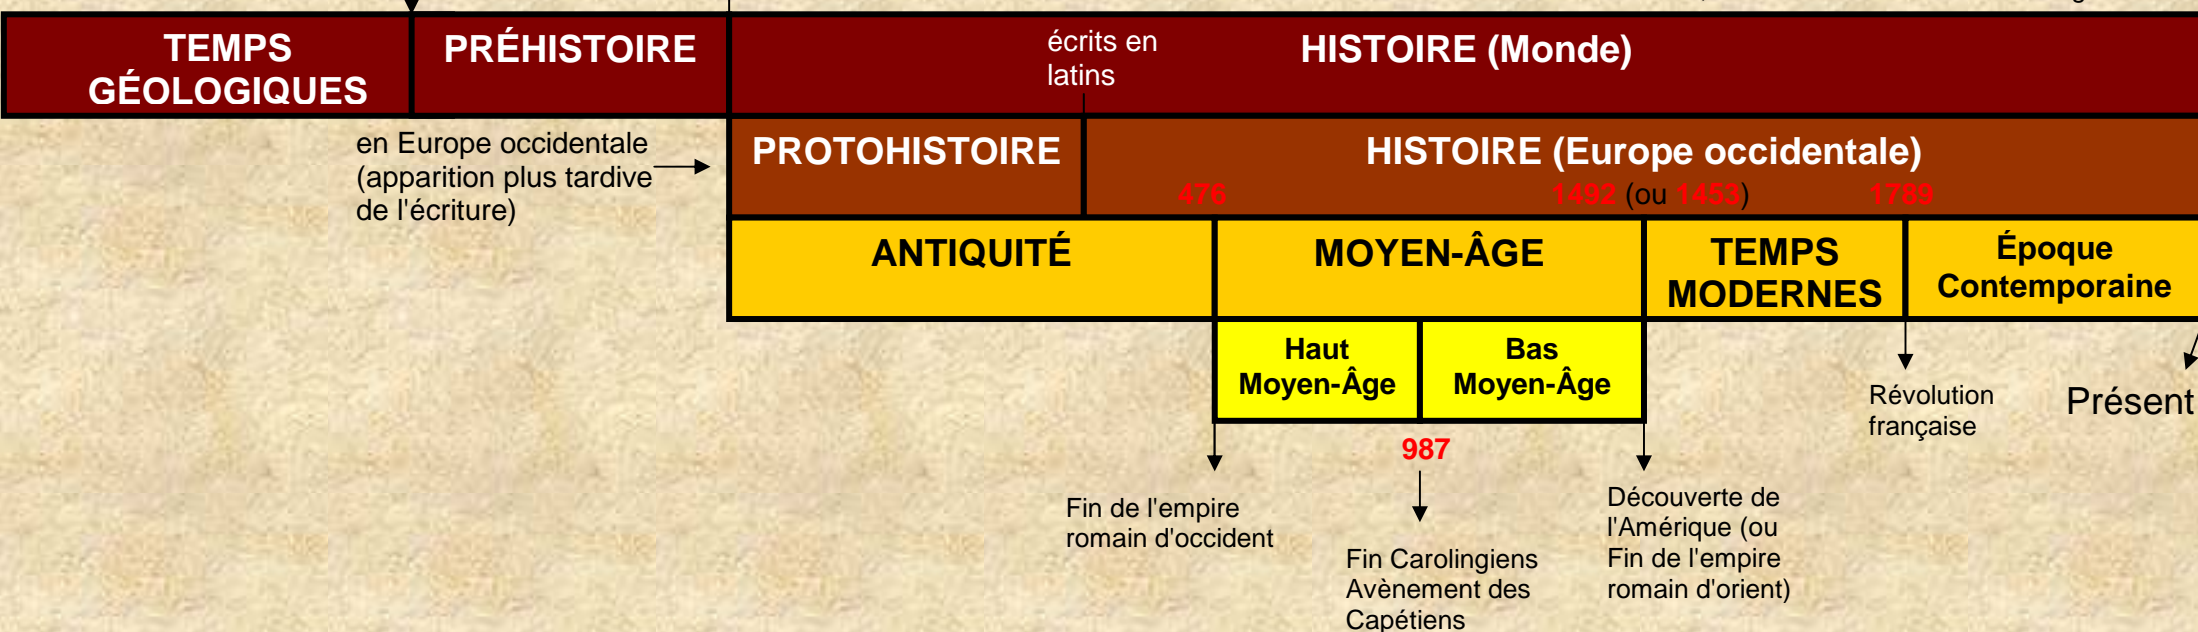 TEMPS
GÉOLOGIQUES
PRÉHISTOIRE
écrits en
latins
HISTOIRE (Monde)
en Europe occidentale
(apparition plus tardive
de l'écriture)
PROTOHISTOIRE
HISTOIRE (Europe occidentale)
476
1492 (ou 1453)
1789
ANTIQUITÉ
MOYEN-ÂGE
TEMPS
MODERNES
Époque
Contemporaine
Haut
Moyen-Âge
Bas
Moyen-Âge
987
Révolution
française
Présent
Fin de l'empire
romain d'occident
Fin Carolingiens
Avènement des
Capétiens
Découverte de
l'Amérique (ou
Fin de l'empire
romain d'orient)